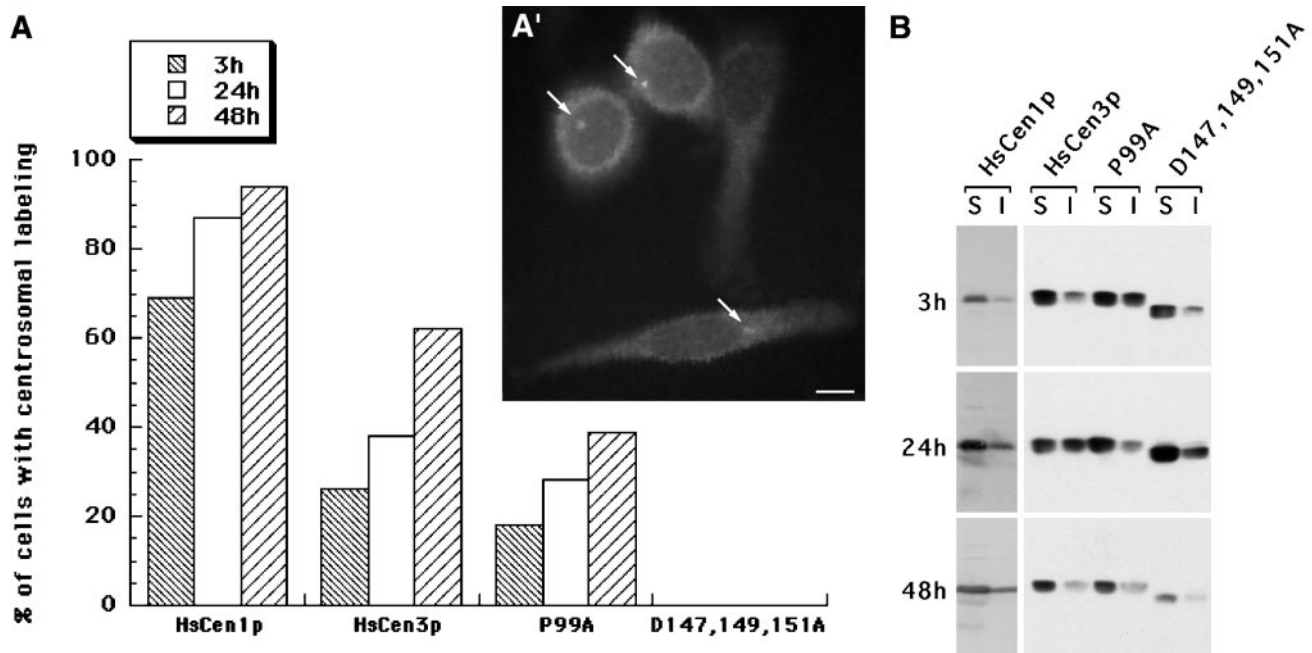 A
3h
24h
48h
% of cells with centrosomal labeling
100
80
60
40
20
0
HsCen1p
HsCen3p
P99A
D147,149,151A
A'
B
HsCen1p
HsCen3p
P99A
D147,149,151A
S I S I S I S I
3h
24h
48h